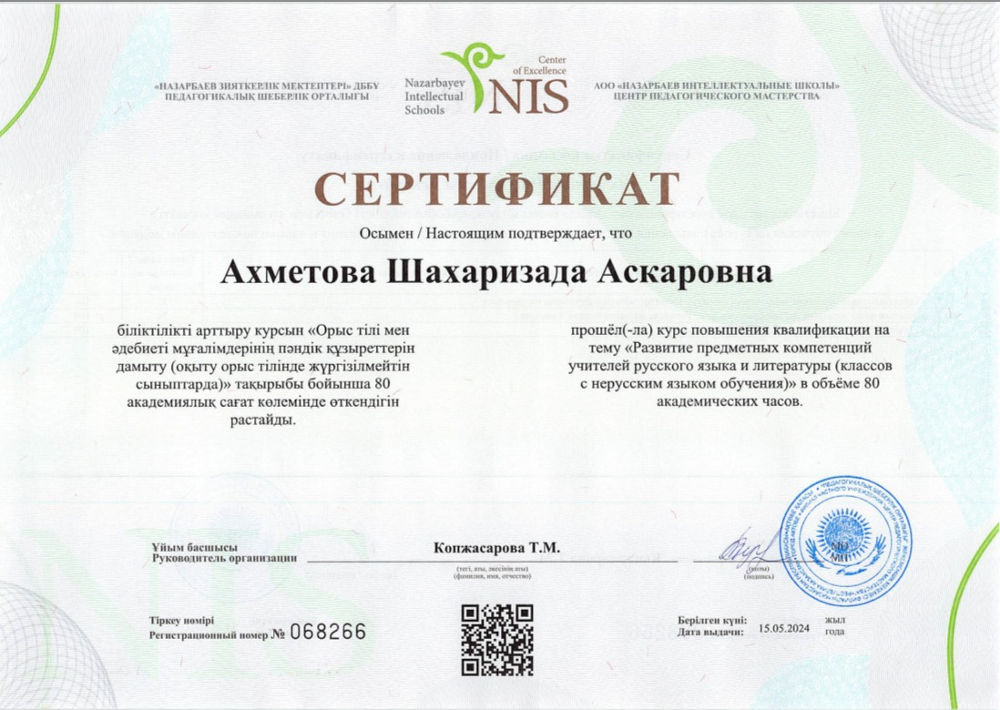 «НАЗАРБАЕВ ЗИЯТКЕРЛІК МЕКТЕПТЕРІ» ДББҰ
ПЕДАГОГИКАЛЫҚ ШЕБЕРЛІК ОРТАЛЫҒЫ
Nazarbayev
Intellectual
Schools
Center
of Excellence
NIS
АОО «НАЗАРБАЕВ ИНТЕЛЛЕКТУАЛЬНЫЕ ШКОЛЫ»
ЦЕНТР ПЕДАГОГИЧЕСКОГО МАСТЕРСТВА
СЕРТИФИКАТ
Осымен / Настоящим подтверждает, что
Ахметова Шахаризада Аскаровна
біліктілікті арттыру курсын «Орыс тілі мен
әдебиеті мұғалімдерінің пәндік құзыреттерін
дамыту (оқыту орыс тілінде жүргізілмейтін
сыныптарда)» тақырыбы бойынша 80
академиялық сағат көлемінде өткендігін
растайды.
прошёл(-ла) курс повышения квалификации на
тему «Развитие предметных компетенций
учителей русского языка и литературы (классов
с нерусским языком обучения)» в объёме 80
академических часов.
Ұйым басшысы
Руководитель организации
Копжасарова Т.М.
(тегі, аты, әкесінің аты)
(фамилия, имя, отчество)
(қолы)
(подпись)
Тіркеу нөмірі
Регистрационный номер № 068266
Берілген күні:
Дата выдачи:
15.05.2024
жыл
года